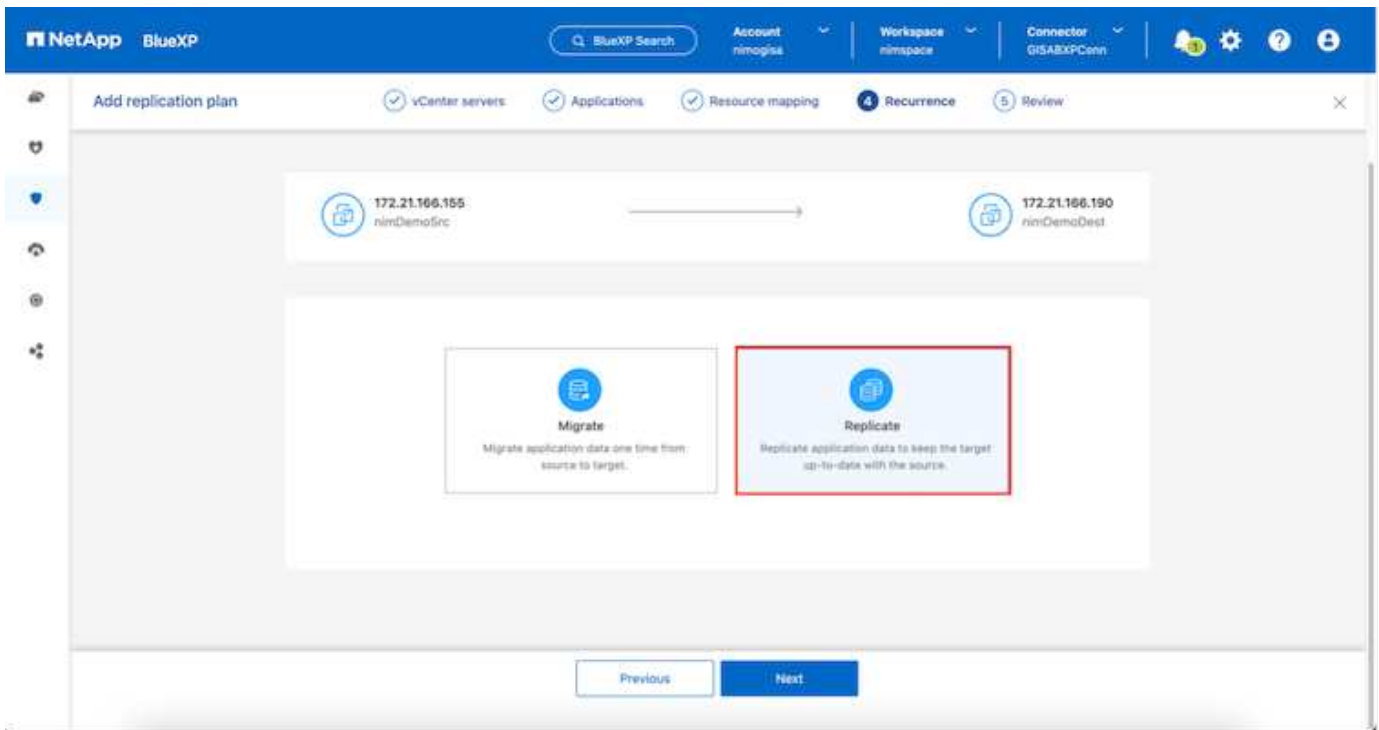 NetApp BlueXP
BlueXP Search
Account
nimogisa
Workspace
nimspace
Connector
GISABXPConn
1
Add replication plan
vCenter servers
Applications
Resource mapping
4 Recurrence
5 Review
172.21.166.155
nimDemoSrc
172.21.166.190
nimDemoDest
Migrate
Migrate application data one time from
source to target.
Replicate
Replicate application data to keep the target
up-to-date with the source.
Previous
Next